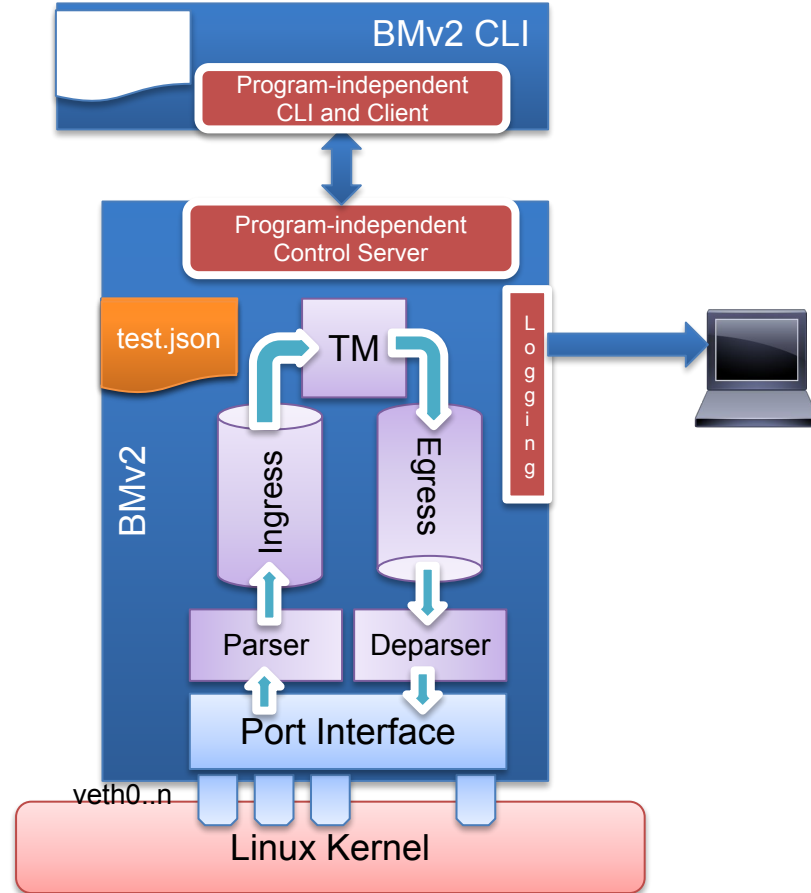 BMv2 CLI
Program-independent
CLI and Client
Program-independent
Control Server
test.json
TM
Logging
BMv2
Ingress
Egress
Parser
Deparser
Port Interface
veth0..n
Linux Kernel